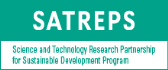 SATREPS
Science and Technology Research Partnership
for Sustainable Development Program